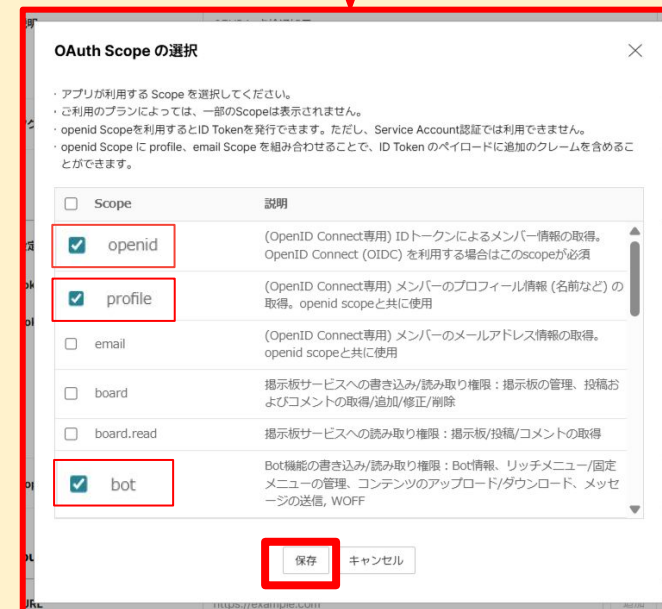 OAuth Scope の選択
· アプリが利用する Scope を選択してください。
· ご利用のプランによっては、一部のScopeは表示されません。
· openid Scopeを利用するとID Tokenを発行できます。ただし、Service Account認証では利用できません。
· openid Scope に profile、email Scope を組み合わせることで、ID Token のペイロードに追加のクレームを含めるこ
とができます。
Scope 説明
openid (OpenID Connect専用) IDトークンによるメンバー情報の取得。
OpenID Connect (OIDC) を利用する場合はこのscopeが必須
profile (OpenID Connect専用) メンバーのプロフィール情報 (名前など) の
取得。openid scopeと共に使用
email (OpenID Connect専用) メンバーのメールアドレス情報の取得。
openid scopeと共に使用
board 掲示板サービスへの書き込み/読み取り権限：掲示板の管理、投稿お
よびコメントの取得/追加/修正/削除
board.read 掲示板サービスへの読み取り権限：掲示板/投稿/コメントの取得
bot Bot機能の書き込み/読み取り権限：Bot情報、リッチメニュー/固定
メニューの管理、コンテンツのアップロード/ダウンロード、メッセ
ージの送信, WOFF
保存 キャンセル
https://example.com